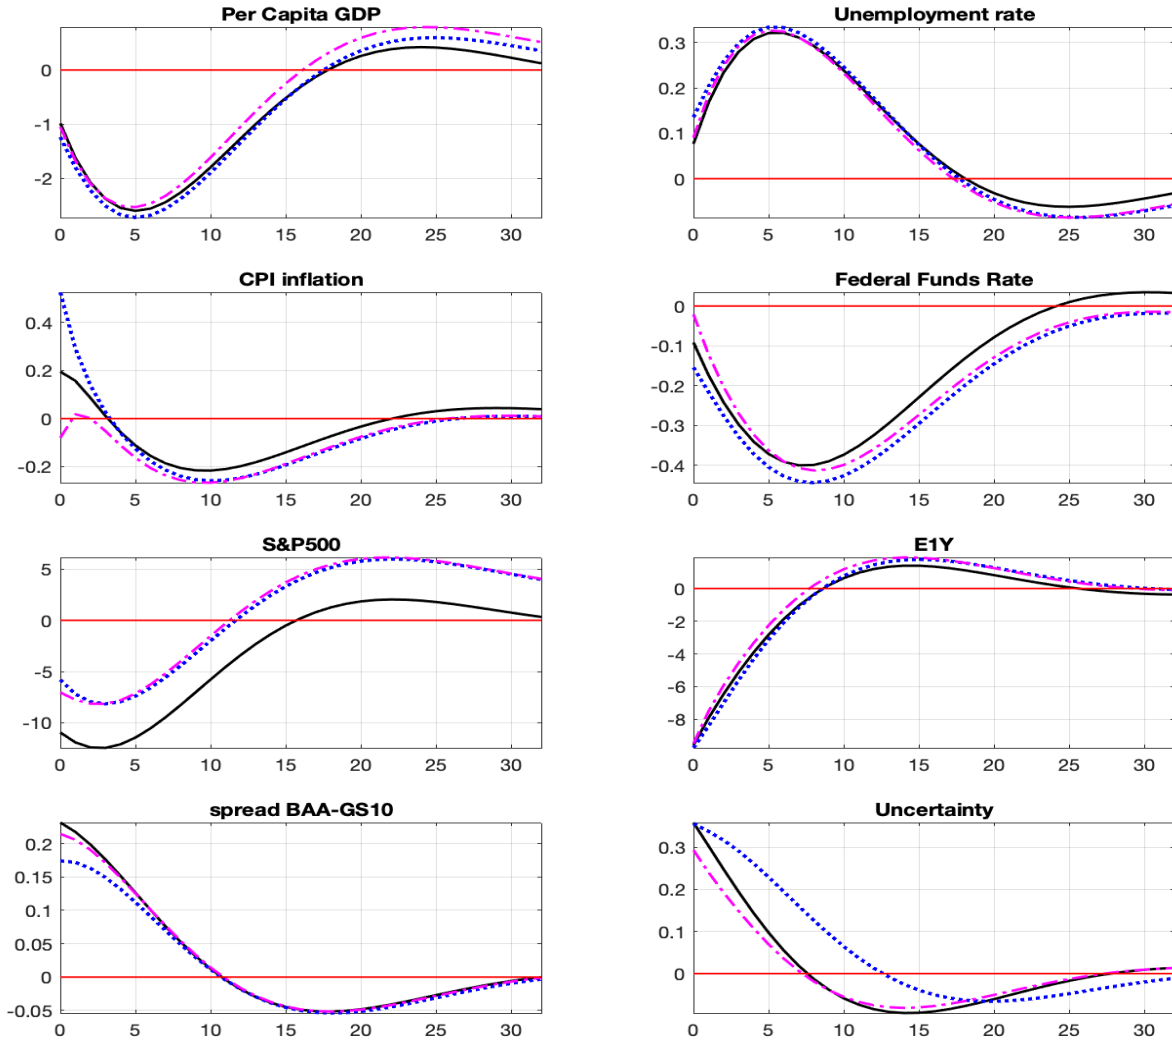 Per Capita GDP
0
-1
-2
0 5 10 15 20 25 30
Unemployment rate
0.3
0.2
0.1
0
0 5 10 15 20 25 30
CPI inflation
0.4
0.2
0
-0.2
0 5 10 15 20 25 30
Federal Funds Rate
0
-0.1
-0.2
-0.3
-0.4
0 5 10 15 20 25 30
S&P500
5
0
-5
-10
0 5 10 15 20 25 30
E1Y
0
-2
-4
-6
-8
0 5 10 15 20 25 30
spread BAA-GS10
0.2
0.15
0.1
0.05
0
-0.05
0 5 10 15 20 25 30
Uncertainty
0.3
0.2
0.1
0
0 5 10 15 20 25 30